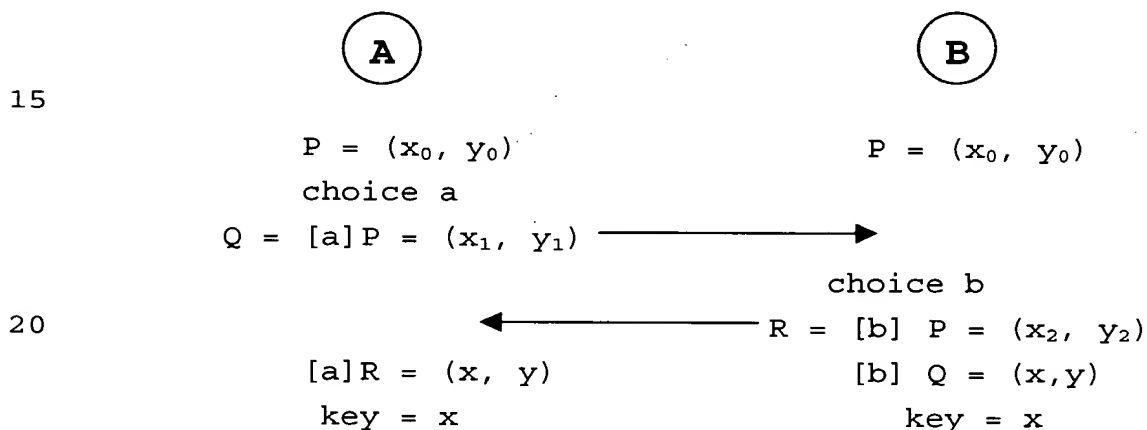 A B
15
P = (x₀, y₀) P = (x₀, y₀)
choice a
Q = [a]P = (x₁, y₁)
choice b
20 R = [b] P = (x₂, y₂)
[a]R = (x, y) [b] Q = (x,y)
key = x key = x